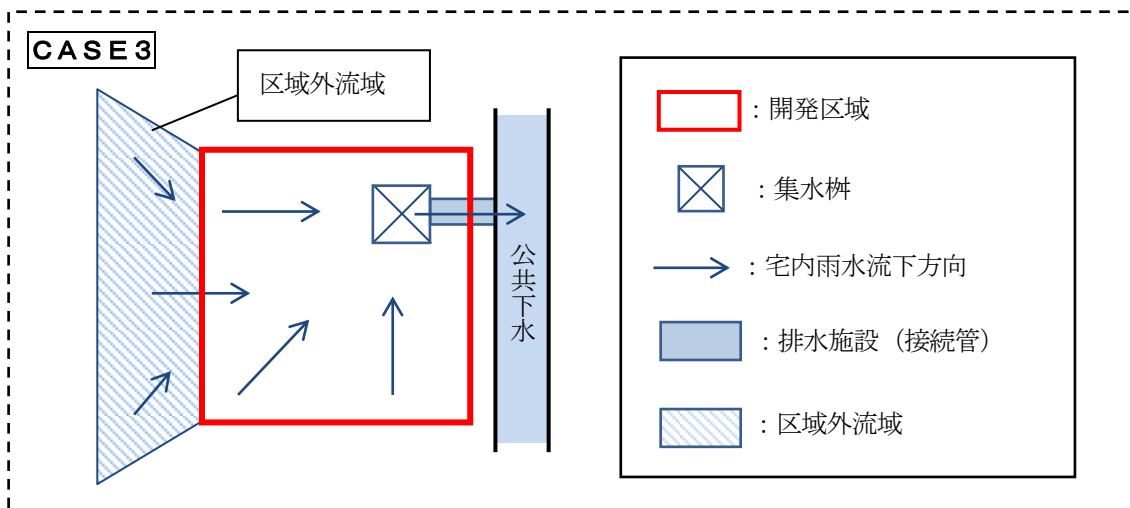 CASE3
区域外流域
公共下水
：開発区域
：集水桝
：宅内雨水流下方向
：排水施設（接続管）
：区域外流域